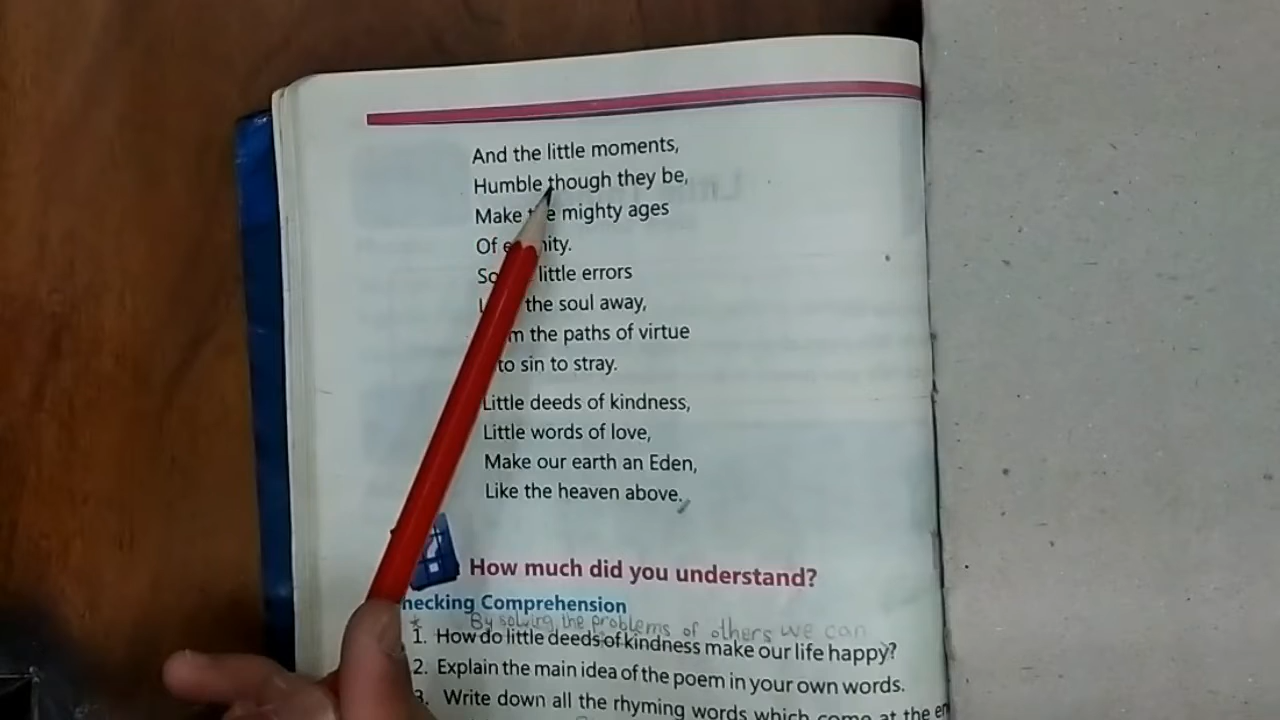 And the little moments,
Humble though they be,
Make the mighty ages
Of nity.
So little errors
the soul away,
the paths of virtue
to sin to stray.
Little deeds of kindness,
Little words of love,
Make our earth an Eden,
Like the heaven above.
How much did you understand?
hecking Comprehension
* By solving the problems of others we can
1. How do little deeds of kindness make our life happy?
2. Explain the main idea of the poem in your own words.
3. Write down all the rhyming words which come at the